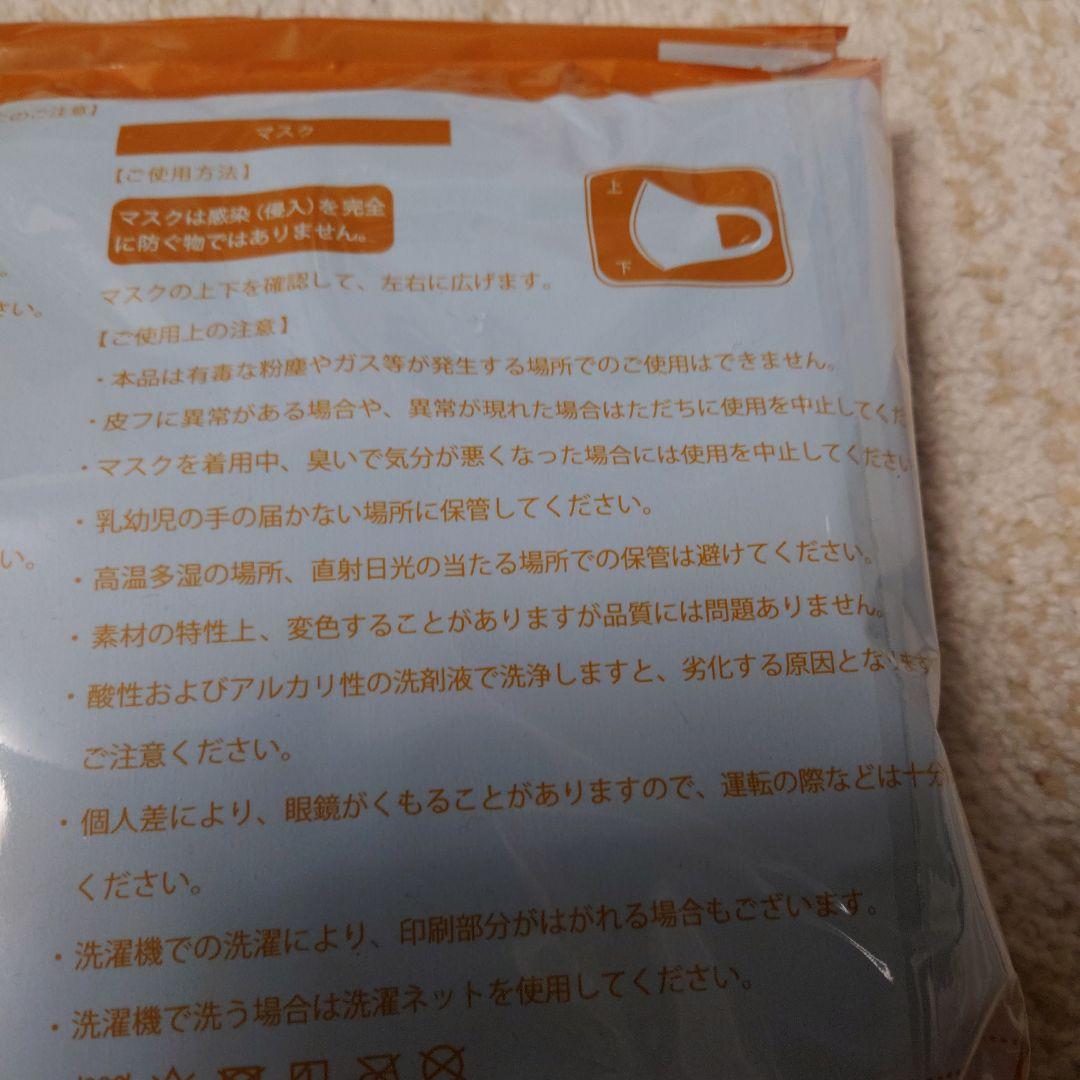 のご注意】
マスク
【ご使用方法】
マスクは感染（侵入）を完全
に防ぐ物ではありません。
上
下
マスクの上下を確認して、左右に広げます。
【ご使用上の注意】
・本品は有毒な粉塵やガス等が発生する場所でのご使用はできません。
・皮フに異常がある場合や、異常が現れた場合はただちに使用を中止してくだ
・マスクを着用中、臭いで気分が悪くなった場合には使用を中止してください
・乳幼児の手の届かない場所に保管してください。
・高温多湿の場所、直射日光の当たる場所での保管は避けてください。
・素材の特性上、変色することがありますが品質には問題ありません。
・酸性およびアルカリ性の洗剤液で洗浄しますと、劣化する原因となります
ご注意ください。
・個人差により、眼鏡がくもることがありますので、運転の際などは十分
ください。
・洗濯機での洗濯により、印刷部分がはがれる場合もございます。
・洗濯機で洗う場合は洗濯ネットを使用してください。
さい。
い。